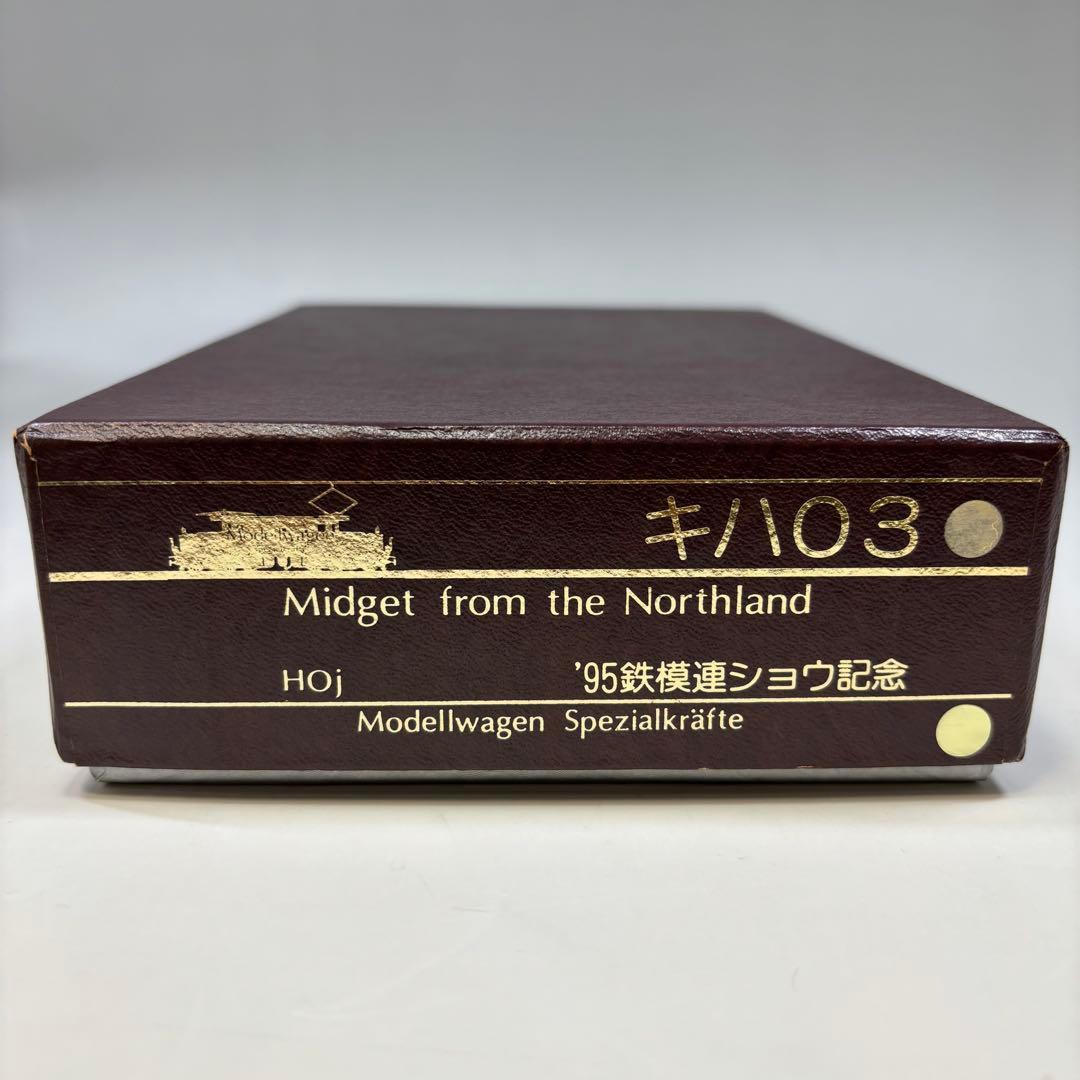 Modellwagen
キハ03
Midget from the Northland
HOj
'95鉄模連ショウ記念
Modellwagen Spezialkräfte